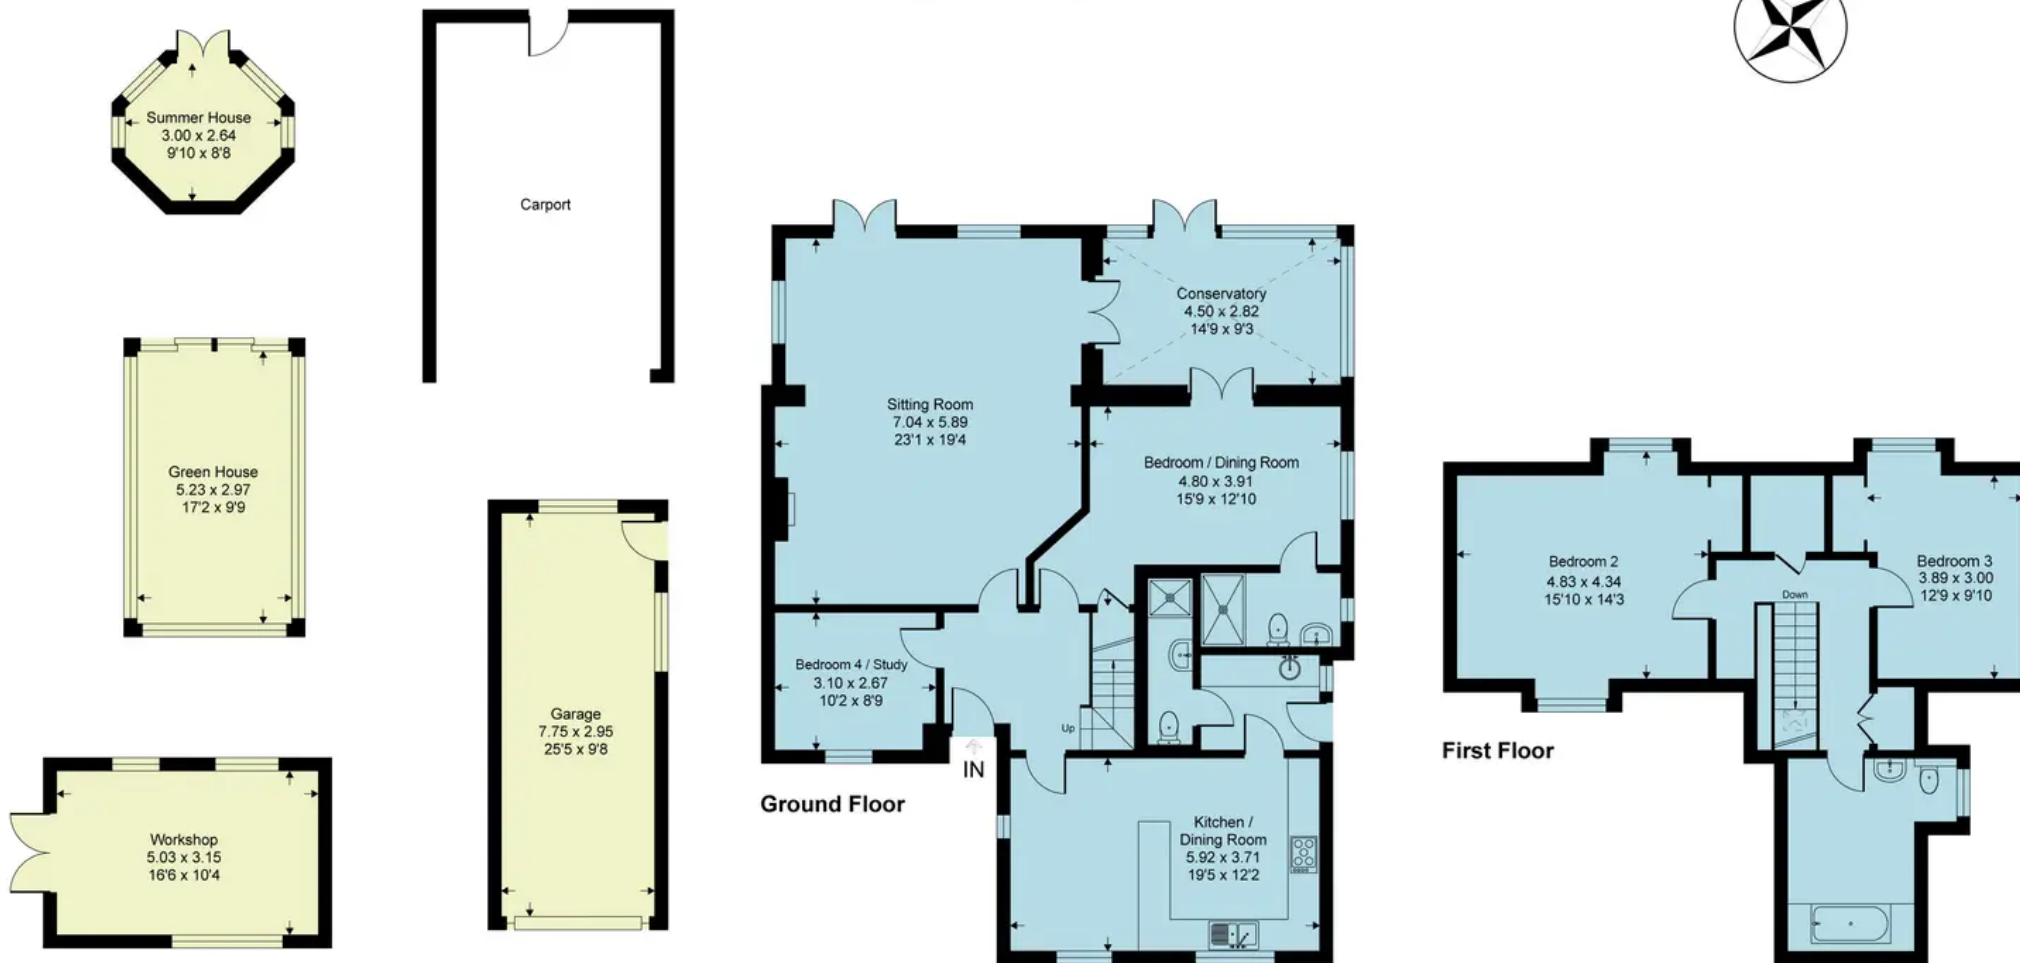 Summer House
3.00 x 2.64
9'10 x 8'8
Carport
Green House
5.23 x 2.97
17'2 x 9'9
Workshop
5.03 x 3.15
16'6 x 10'4
Garage
7.75 x 2.95
25'5 x 9'8
Conservatory
4.50 x 2.82
14'9 x 9'3
Sitting Room
7.04 x 5.89
23'1 x 19'4
Bedroom / Dining Room
4.80 x 3.91
15'9 x 12'10
Bedroom 4 / Study
3.10 x 2.67
10'2 x 8'9
Up
IN
Kitchen /
Dining Room
5.92 x 3.71
19'5 x 12'2
Ground Floor
Bedroom 2
4.83 x 4.34
15'10 x 14'3
Down
Bedroom 3
3.89 x 3.00
12'9 x 9'10
First Floor